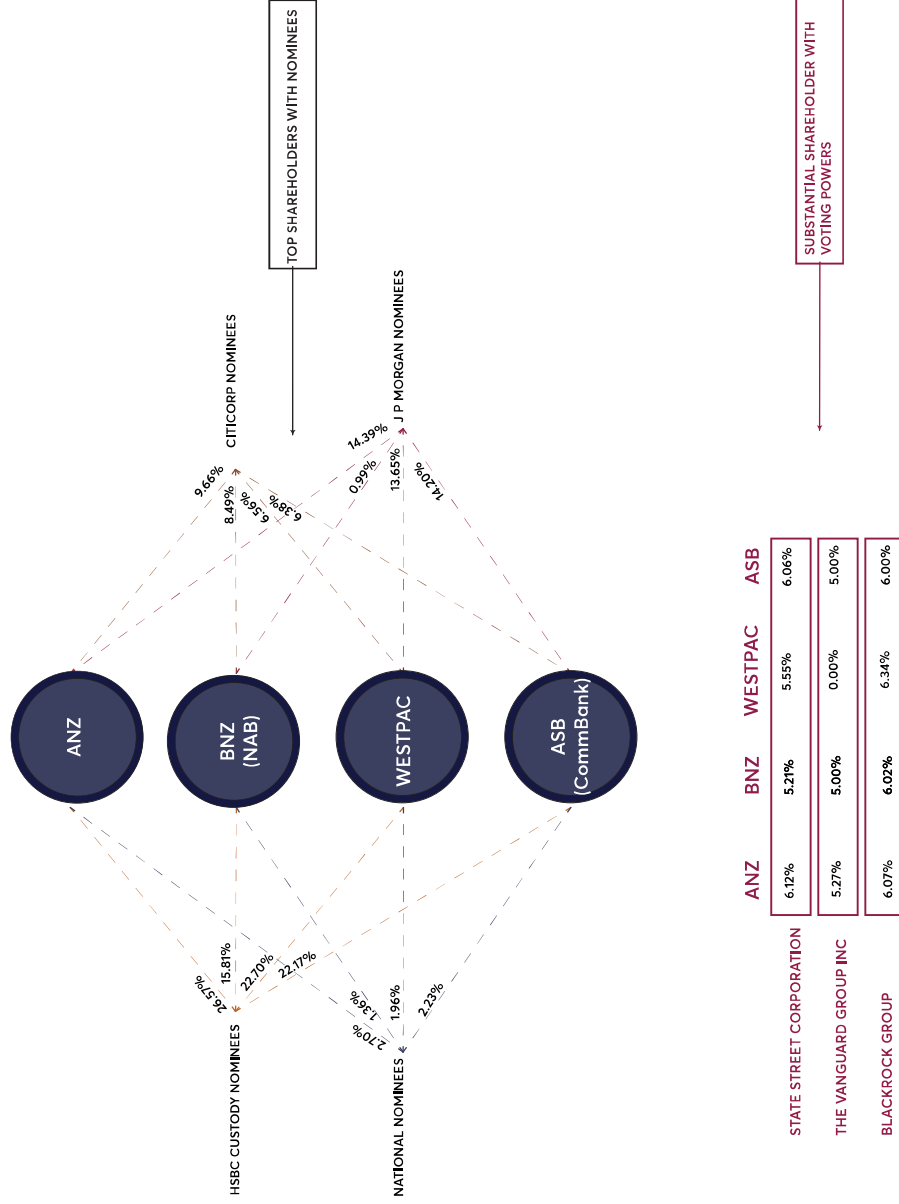 TOP SHAREHOLDERS WITH NOMINEES
HSBC CUSTODY NOMINEES
NATIONAL NOMINEES
26.57%
15.81%
22.70%
22.17%
2.70%
1.36%
1.96%
2.23%
ANZ
BNZ
(NAB)
WESTPAC
ASB
(CommBank)
9.66%
8.49%
6.56%
6.38%
14.39%
0.99%
13.65%
14.20%
CITICORP NOMINEES
J P MORGAN NOMINEES
SUBSTANTIAL SHAREHOLDER WITH
VOTING POWERS
ANZ BNZ WESTPAC ASB
STATE STREET CORPORATION 6.12% 5.21% 5.55% 6.06%
THE VANGUARD GROUP INC 5.27% 5.00% 0.00% 5.00%
BLACKROCK GROUP 6.07% 6.02% 6.34% 6.00%